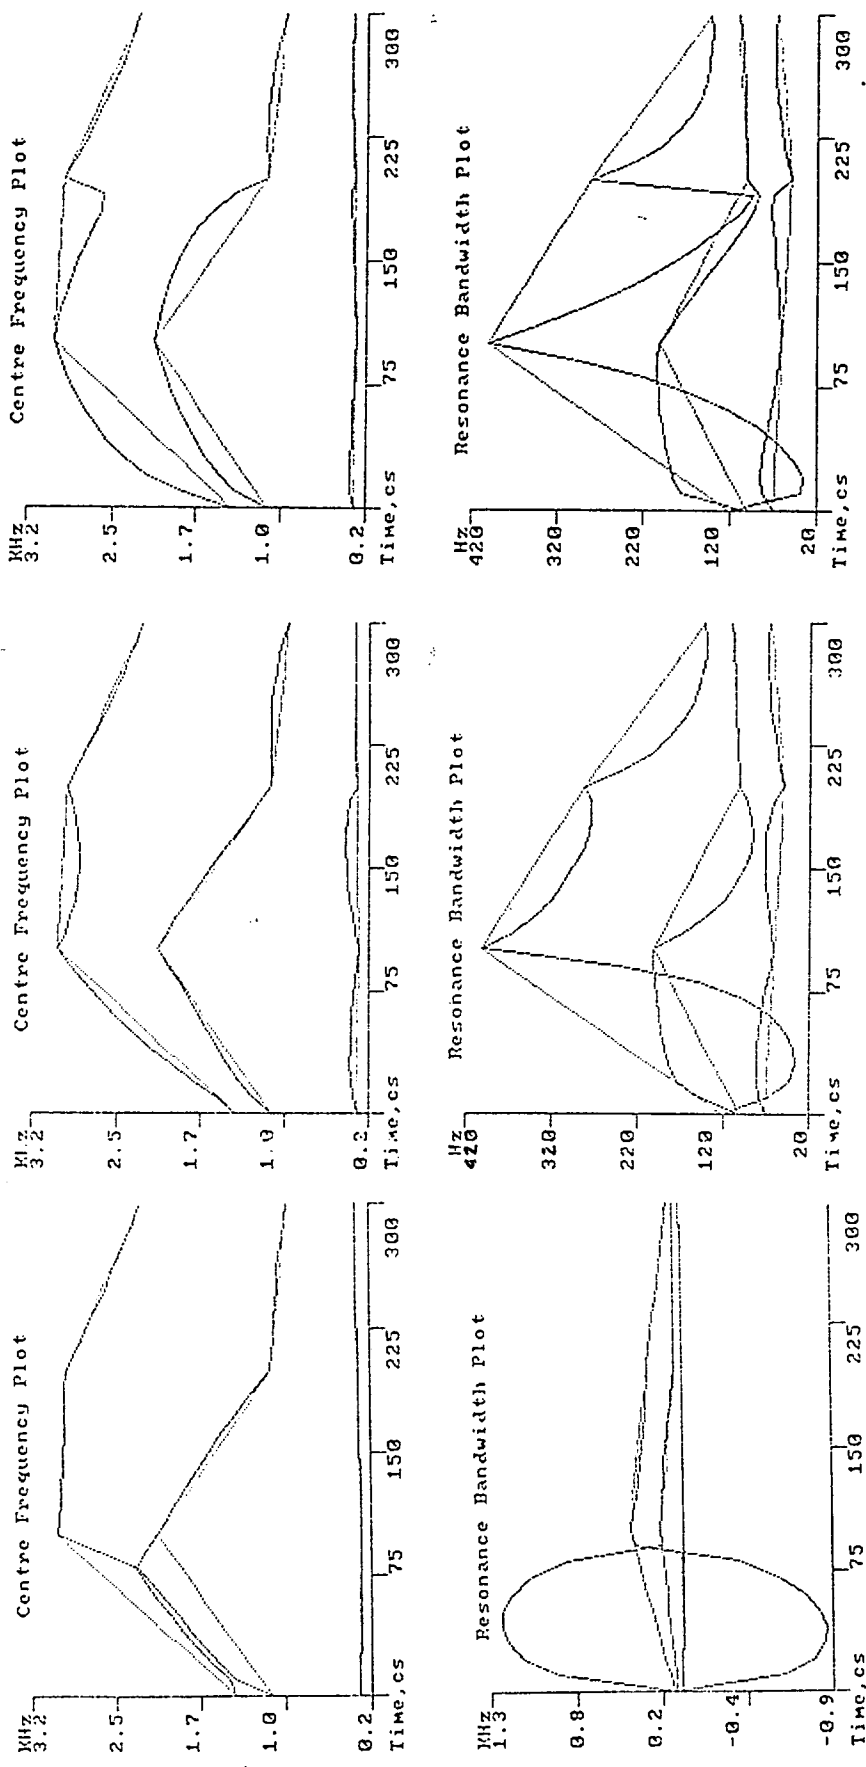 Centre Frequency Plot
KHz
3.2
2.5
1.7
1.0
0.2
Time,cs 75 150 225 300
Centre Frequency Plot
KHz
3.2
2.5
1.7
1.0
0.2
Time,cs 75 150 225 300
Centre Frequency Plot
KHz
3.2
2.5
1.7
1.0
0.2
Time,cs 75 150 225 300
Resonance Bandwidth Plot
KHz
1.3
0.8
0.2
-0.4
-0.9
Time,cs 75 150 225 300
Resonance Bandwidth Plot
Hz
420
320
220
120
20
Time,cs 75 150 225 300
Resonance Bandwidth Plot
Hz
420
320
220
120
20
Time,cs 75 150 225 300